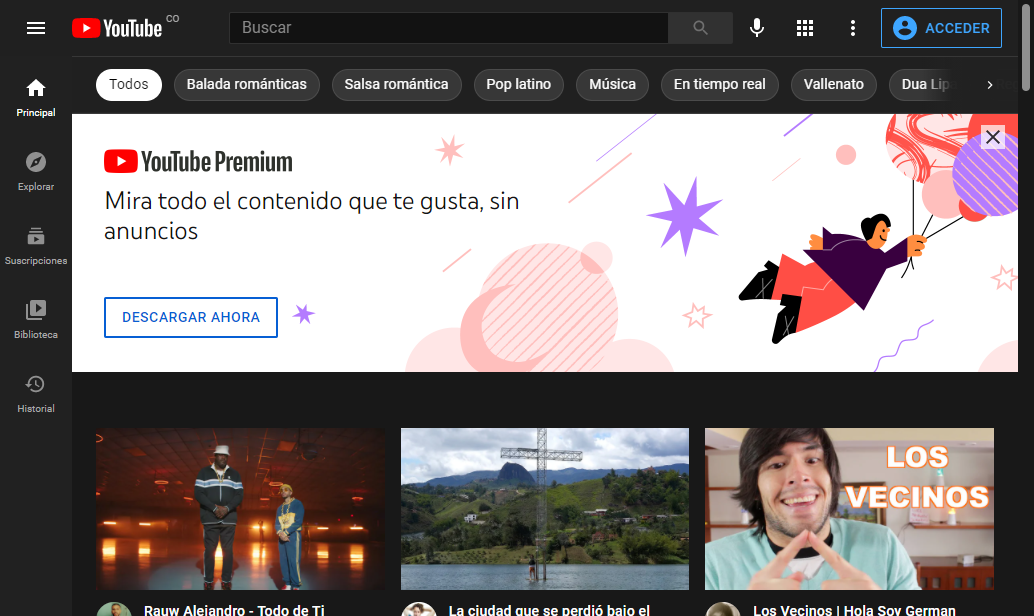 YouTube CO
Buscar
ACCEDER
Todos
Balada románticas
Salsa romántica
Pop latino
Música
En tiempo real
Vallenato
Dua Lip
Principal
Explorar
Suscripciones
Biblioteca
Historial
YouTube Premium
Mira todo el contenido que te gusta, sin
anuncios
DESCARGAR AHORA
LOS
VECINOS
Rauw Alejandro - Todo de Ti
La ciudad que se perdió bajo el
Los Vecinos | Hola Soy German